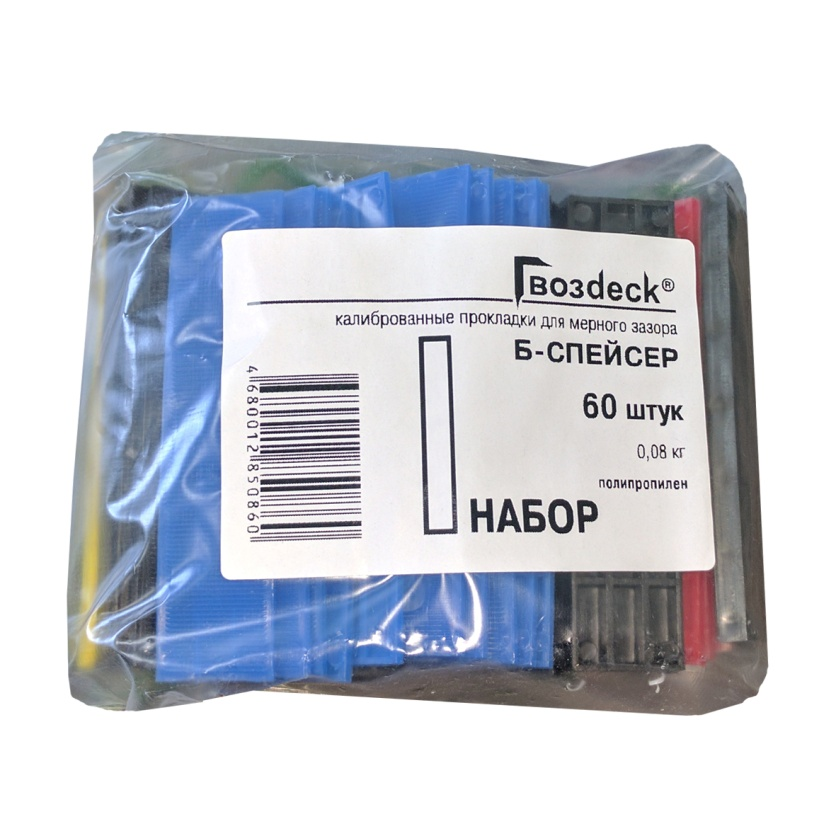 Гвозdeck®
калиброванные прокладки для мерного зазора
Б-СПЕЙСЕР
60 штук
0,08 кг
полипропилен
НАБОР
4680012850860